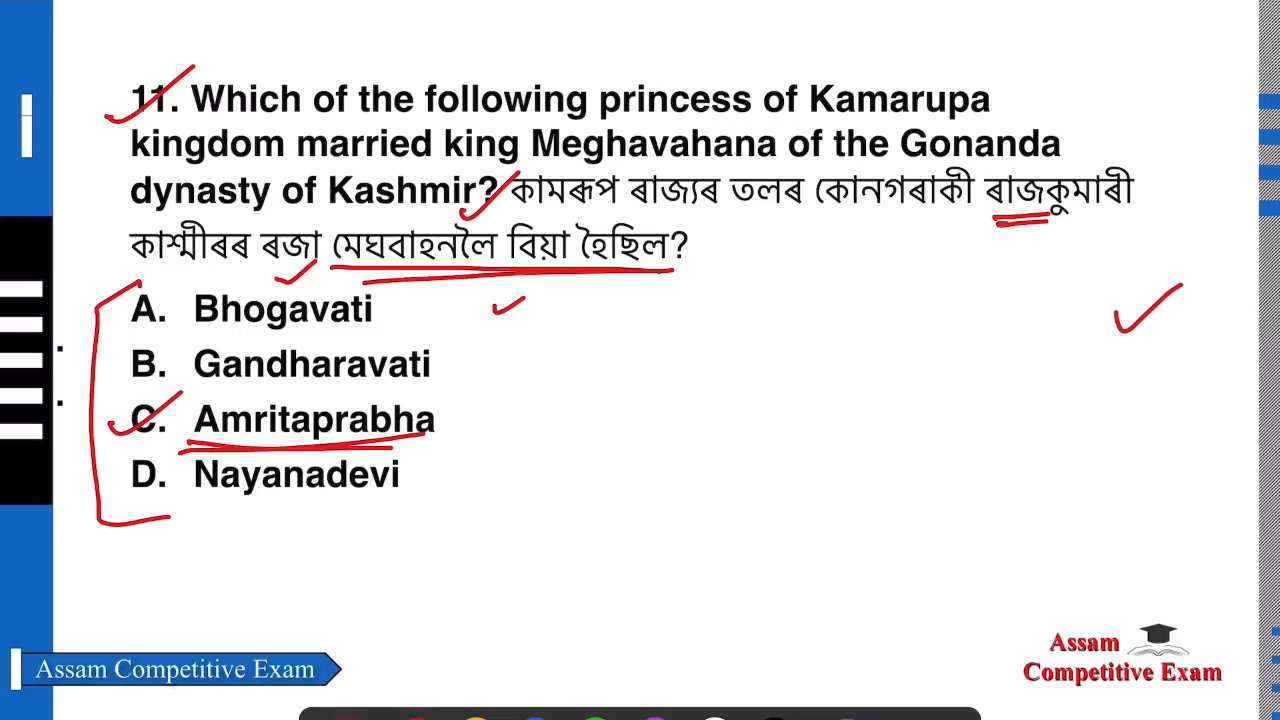 11. Which of the following princess of Kamarupa
kingdom married king Meghavahana of the Gonanda
dynasty of Kashmir? কামৰূপ ৰাজ্যৰ তলৰ কোনগৰাকী ৰাজকুমাৰী
কাশ্মীৰৰ ৰজা মেঘবাহনলৈ বিয়া হৈছিল?
A. Bhogavati
B. Gandharavati
C. Amritaprabha
D. Nayanadevi
Assam Competitive Exam
Assam
Competitive Exam